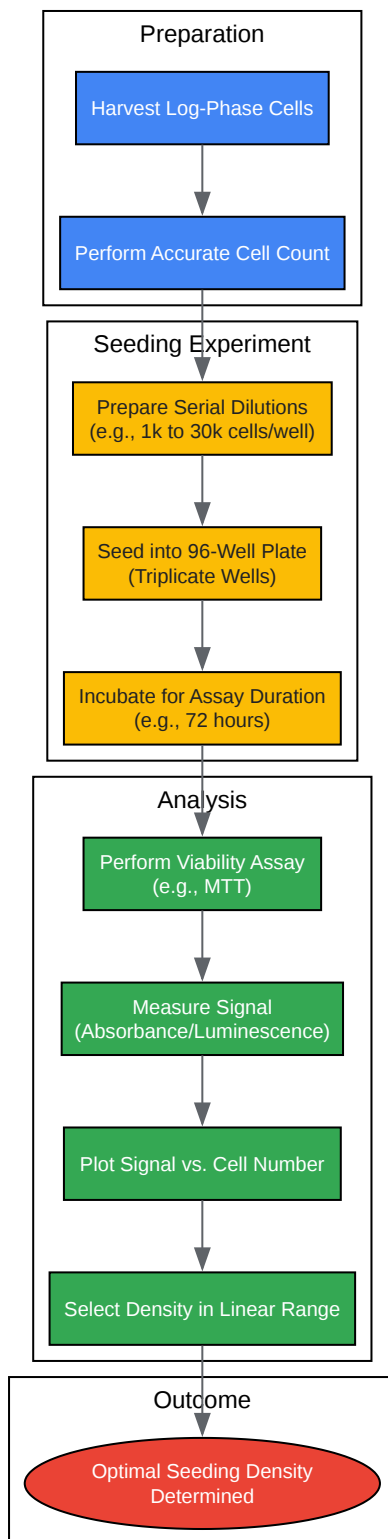 Preparation
Harvest Log-Phase Cells
Perform Accurate Cell Count
Seeding Experiment
Prepare Serial Dilutions
(e.g., 1k to 30k cells/well)
Seed into 96-Well Plate
(Triplicate Wells)
Incubate for Assay Duration
(e.g., 72 hours)
Analysis
Perform Viability Assay
(e.g., MTT)
Measure Signal
(Absorbance/Luminescence)
Plot Signal vs. Cell Number
Select Density in Linear Range
Outcome
Optimal Seeding Density
Determined